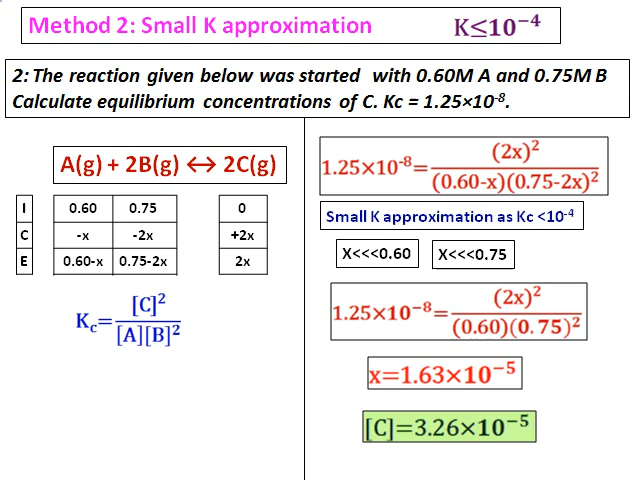 Method 2: Small K approximation K≤10⁻⁴
2: The reaction given below was started with 0.60M A and 0.75M B
Calculate equilibrium concentrations of C. Kc = 1.25×10⁻⁸.
A(g) + 2B(g) ↔ 2C(g)
I 0.60 0.75 0
C -x -2x +2x
E 0.60-x 0.75-2x 2x
K_c=[C]²/[A][B]²
1.25×10⁻⁸=(2x)²/(0.60-x)(0.75-2x)²
Small K approximation as Kc <10⁻⁴
X<<<0.60 X<<<0.75
1.25×10⁻⁸=(2x)²/(0.60)(0.75)²
x=1.63×10⁻⁵
[C]=3.26×10⁻⁵